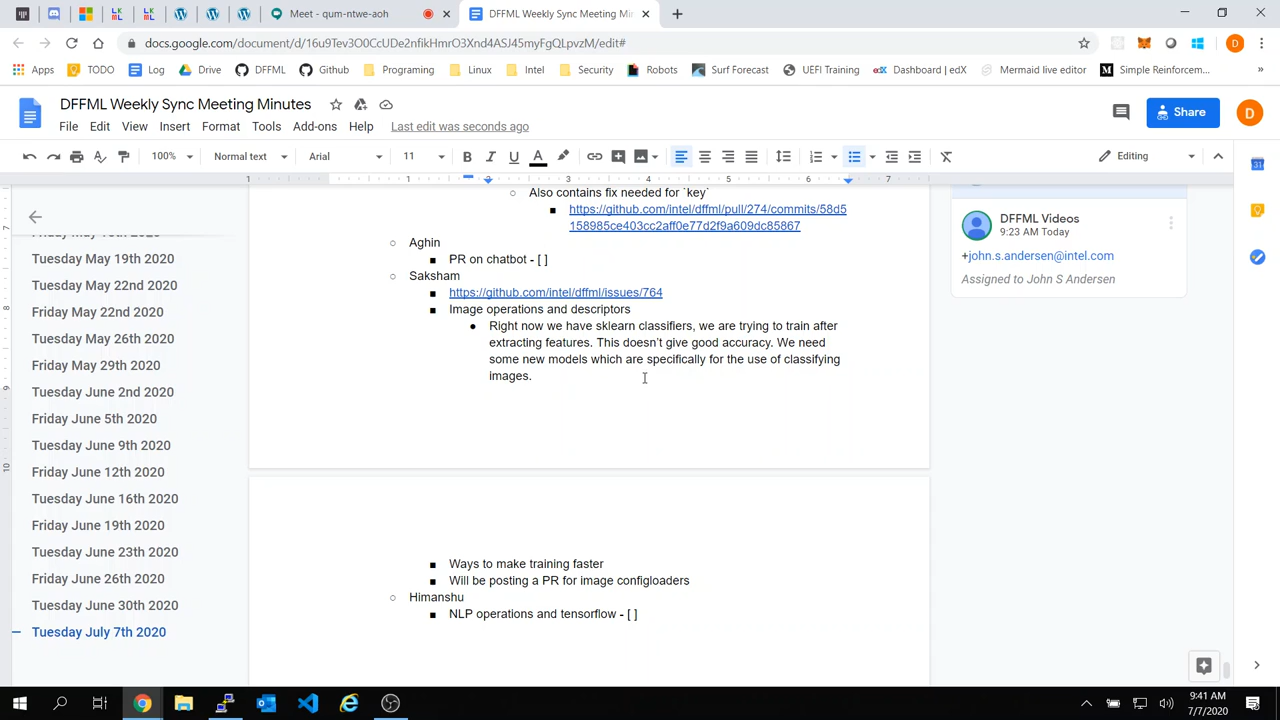 Meet - qum-ntwe-aoh
DFFML Weekly Sync Meeting Min
docs.google.com/document/d/16u9Tev3O0CcUDe2nfikHmrO3Xnd4ASJ45myFgQLpvzM/edit#
D
Apps
TODO
Log
Drive
DFFML
Github
Programing
Linux
Intel
Security
Robots
Surf Forecast
UEFI Training
Dashboard | edX
Mermaid live editor
Simple Reinforcem...
DFFML Weekly Sync Meeting Minutes
File Edit View Insert Format Tools Add-ons Help Last edit was seconds ago
Share
D
100% Normal text Arial 11 B I U A Editing
1 1 2 3 4 5 6 7
Also contains fix needed for `key`
https://github.com/intel/dffml/pull/274/commits/58d5
158985ce403cc2aff0e77d2f9a609dc85867
Aghin
PR on chatbot - [ ]
Saksham
https://github.com/intel/dffml/issues/764
Image operations and descriptors
Right now we have sklearn classifiers, we are trying to train after
extracting features. This doesn't give good accuracy. We need
some new models which are specifically for the use of classifying
images.
Ways to make training faster
Will be posting a PR for image configloaders
Himanshu
NLP operations and tensorflow - [ ]
Tuesday May 19th 2020
Tuesday May 22nd 2020
Friday May 22nd 2020
Tuesday May 26th 2020
Friday May 29th 2020
Tuesday June 2nd 2020
Friday June 5th 2020
Tuesday June 9th 2020
Friday June 12th 2020
Tuesday June 16th 2020
Friday June 19th 2020
Tuesday June 23rd 2020
Friday June 26th 2020
Tuesday June 30th 2020
Tuesday July 7th 2020
DFFML Videos
9:23 AM Today
+john.s.andersen@intel.com
Assigned to John S Andersen
9:41 AM
7/7/2020